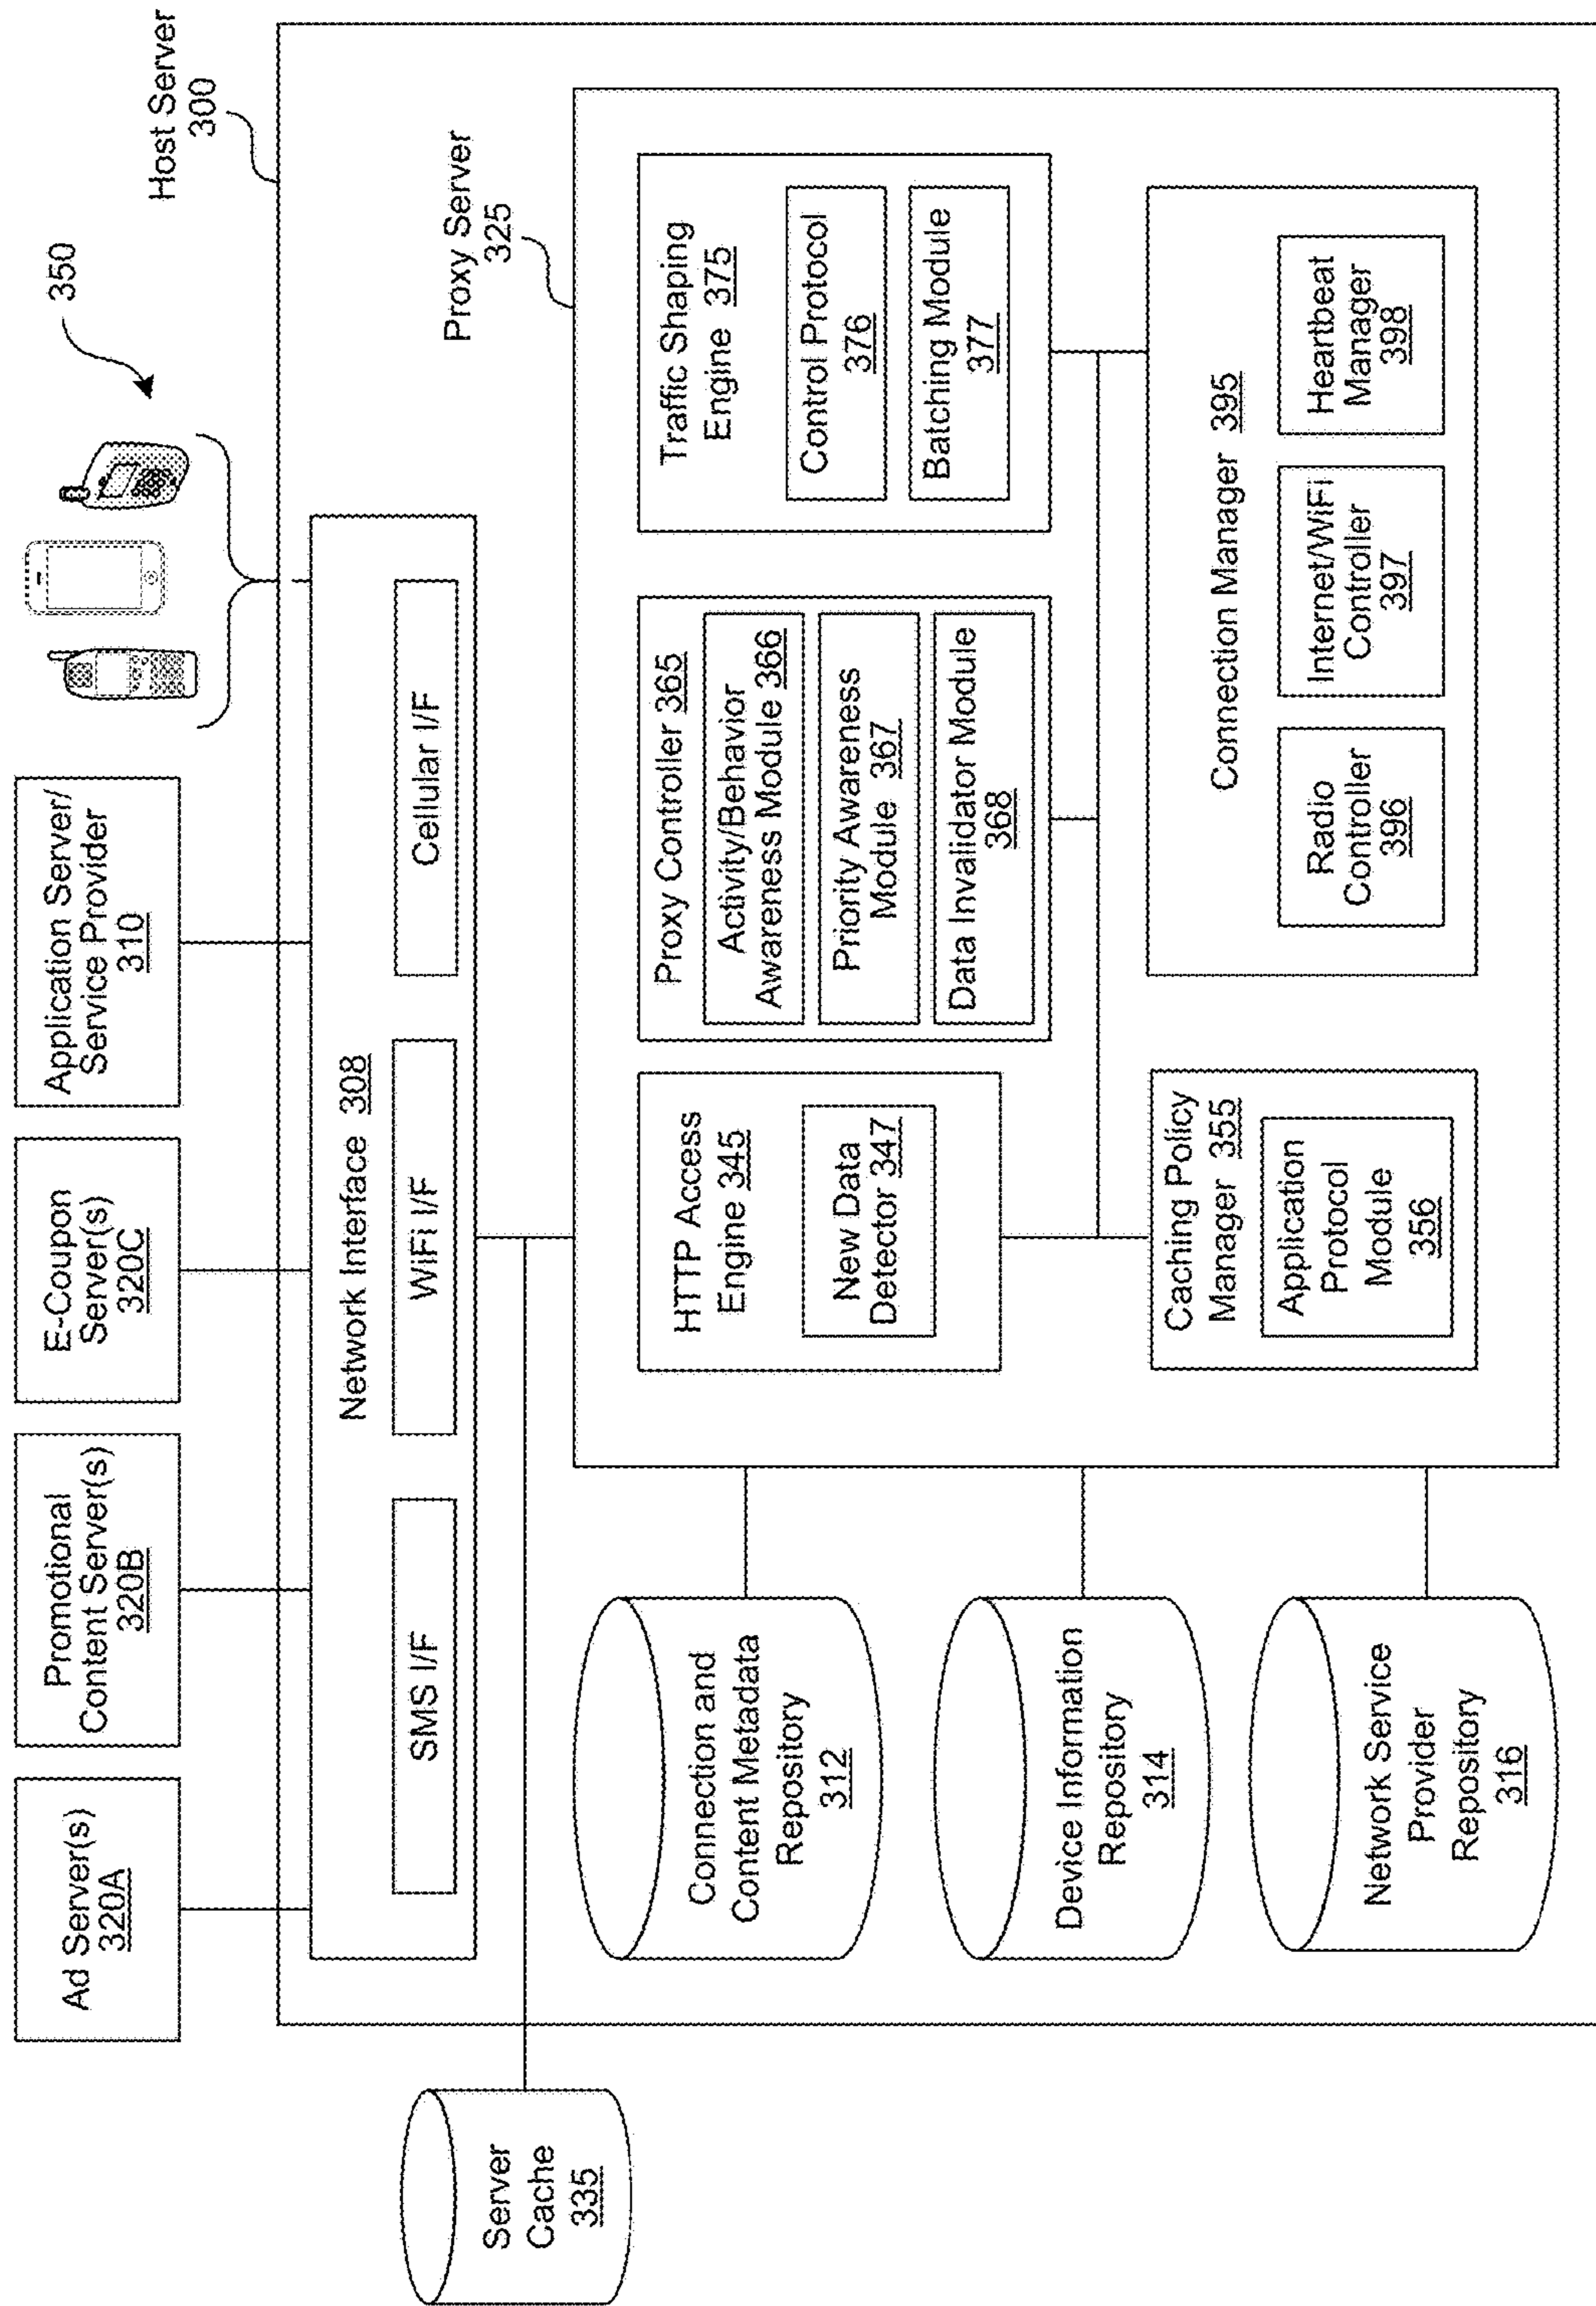 Ad Server(s)
320A
Promotional
Content Server(s)
320B
E-Coupon
Server(s)
320C
Application Server/
Service Provider
310
350
Host Server
300
Network Interface 308
SMS I/F
WiFi I/F
Cellular I/F
Server
Cache
335
Proxy Server
325
Connection and
Content Metadata
Repository
312
Device Information
Repository
314
Network Service
Provider
Repository
316
HTTP Access
Engine 345
New Data
Detector 347
Proxy Controller 365
Activity/Behavior
Awareness Module 366
Priority Awareness
Module 367
Data Invalidator Module
368
Traffic Shaping
Engine 375
Control Protocol
376
Batching Module
377
Caching Policy
Manager 355
Application
Protocol
Module
356
Connection Manager 395
Radio
Controller
396
Internet/WiFi
Controller
397
Heartbeat
Manager
398